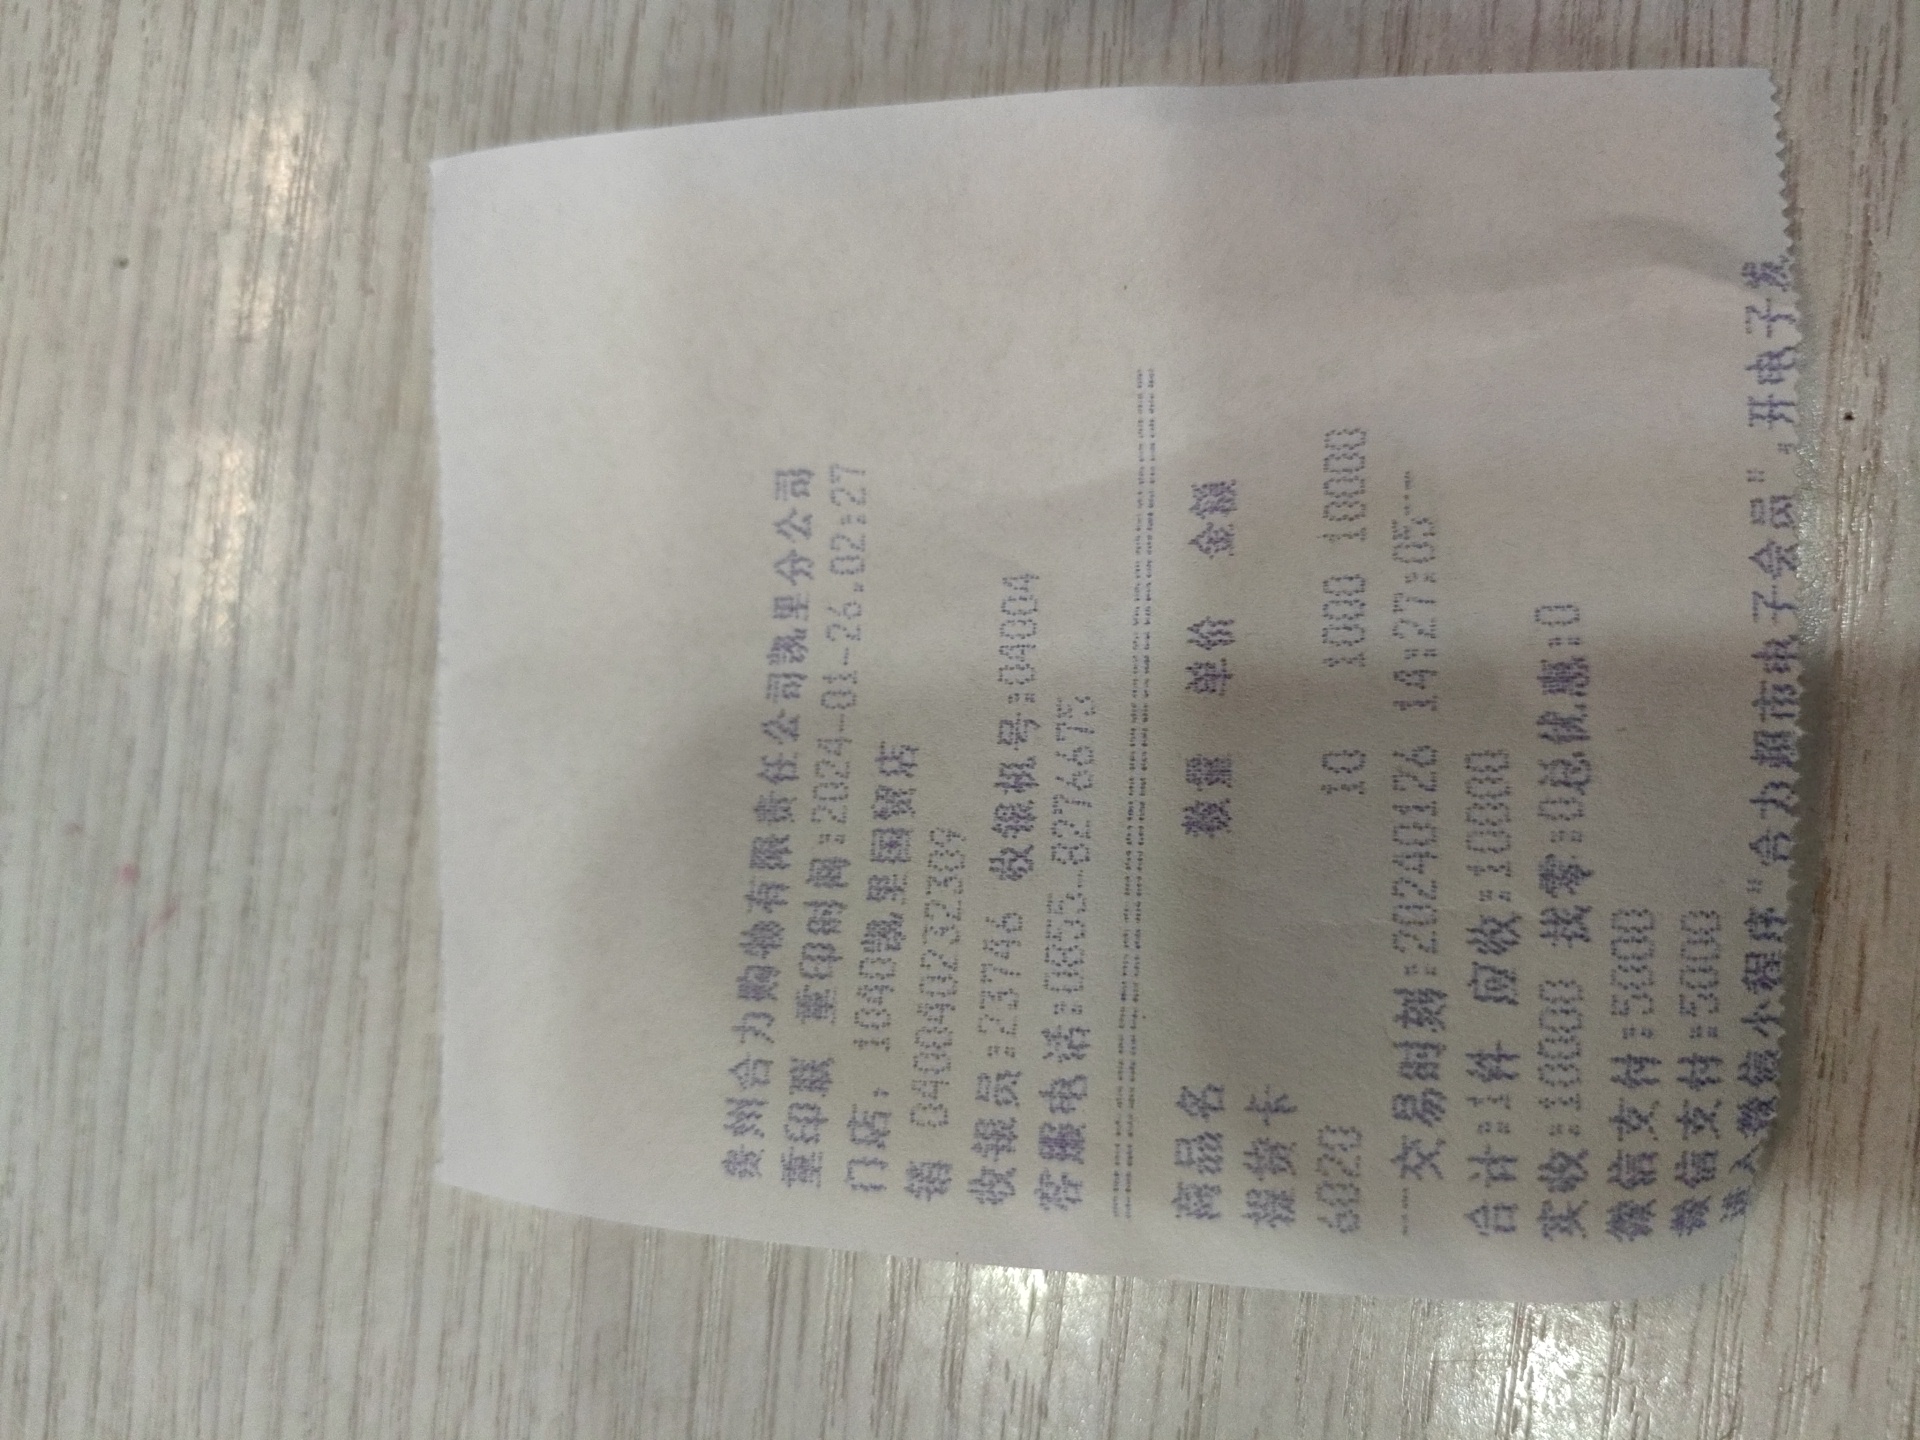 贵州合力购物有限责任公司凯里分公司
重印联 重印时间:2024-01-26.02:27
门店: 1040凯里国贸店
销 040040232309
收银员:23746 收银机号:04004
客服电话:0855-8276675
========================================
商品名 数量 单价 金额
提货卡
6020 10 1000 10000
---交易时刻:20240126 14:27:05---
合计:1件 应收:10000
实收:10000 找零:0总优惠:0
微信支付:5000
微信支付:5000
进入微信小程序"合力超市电子会员",开电子发